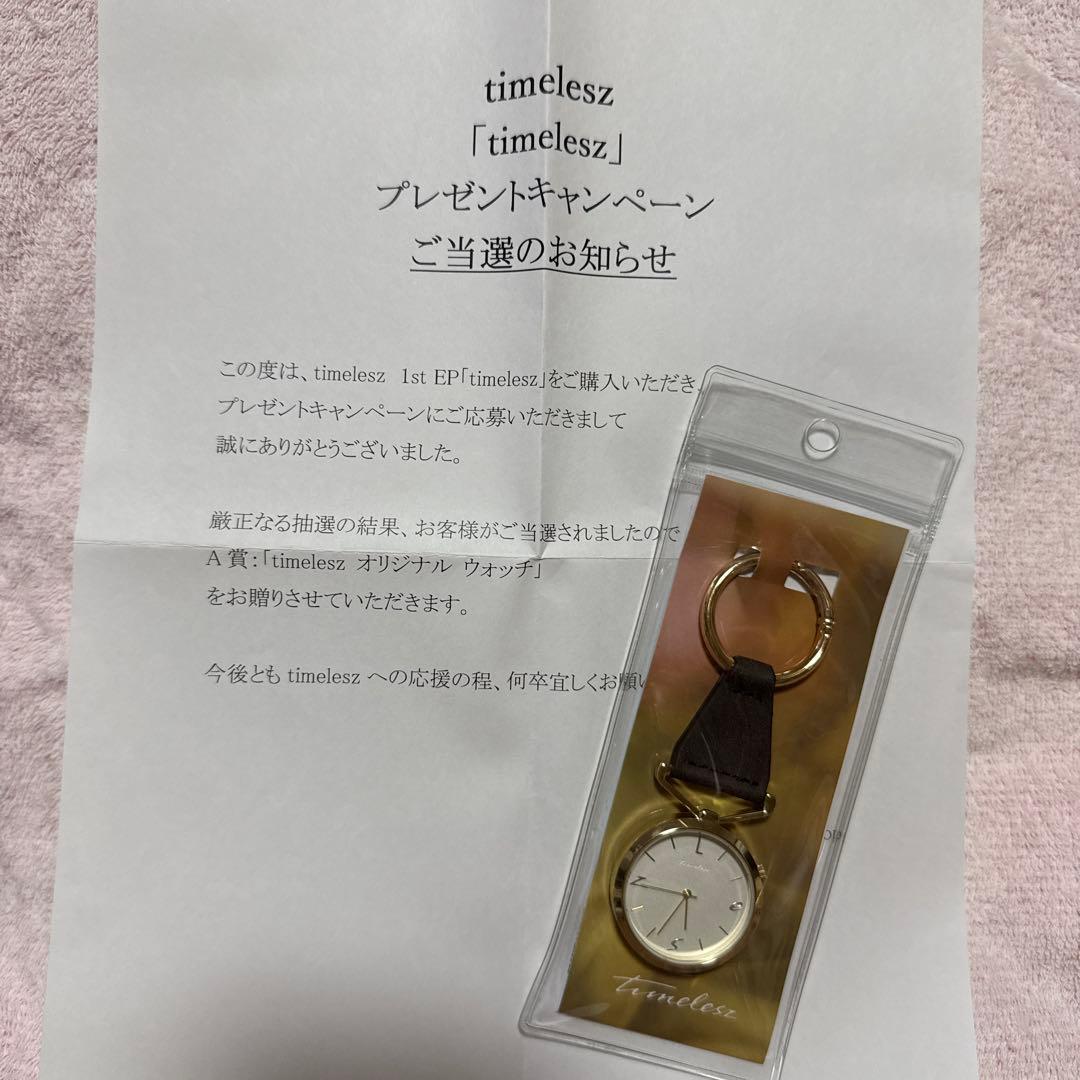 timelesz
「timelesz」
プレゼントキャンペーン
ご当選のお知らせ
この度は、timelesz 1st EP「timelesz」をご購入いただき、
プレゼントキャンペーンにご応募いただきまして
誠にありがとうございました。
厳正なる抽選の結果、お客様がご当選されましたので
A賞：「timelesz オリジナル ウォッチ」
をお贈りさせていただきます。
今後とも timelesz への応援の程、何卒宜しくお願い
timelesz
timelesz